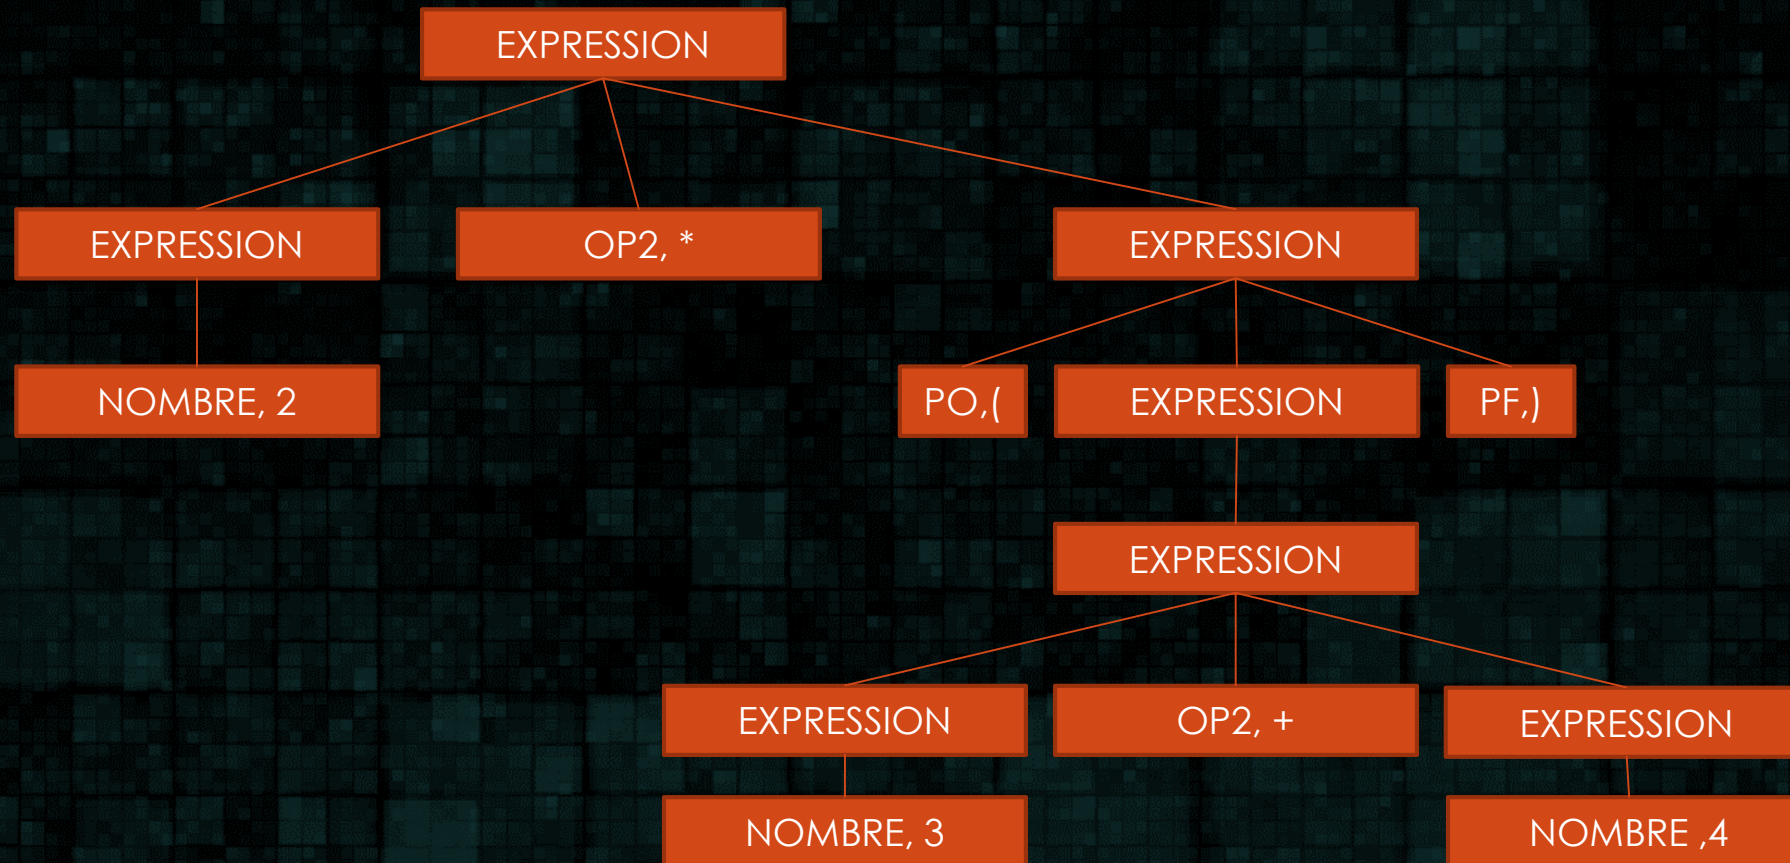 EXPRESSION
EXPRESSION
OP2, *
EXPRESSION
NOMBRE, 2
PO,(
EXPRESSION
PF,)
EXPRESSION
EXPRESSION
OP2, +
EXPRESSION
NOMBRE, 3
NOMBRE ,4